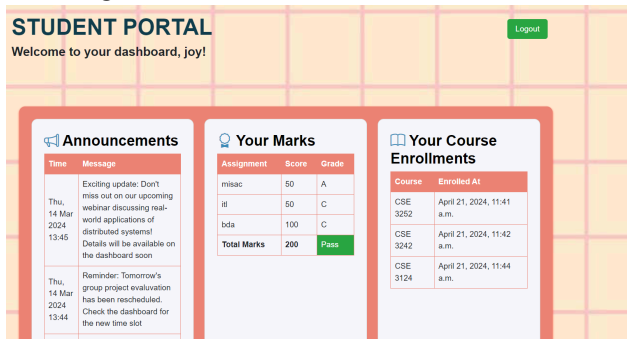 STUDENT PORTAL
Logout
Welcome to your dashboard, joy!
Announcements
Time Message
Thu,
14 Mar
2024
13:45
Exciting update: Don't
miss out on our upcoming
webinar discussing real-
world applications of
distributed systems!
Details will be available on
the dashboard soon
Thu,
14 Mar
2024
13:44
Reminder: Tomorrow's
group project evaluvation
has been rescheduled.
Check the dashboard for
the new time slot
Your Marks
Assignment Score Grade
misac 50 A
itl 50 C
bda 100 C
Total Marks 200 Pass
Your Course
Enrollments
Course Enrolled At
CSE
3252
April 21, 2024, 11:41
a.m.
CSE
3242
April 21, 2024, 11:42
a.m.
CSE
3124
April 21, 2024, 11:44
a.m.